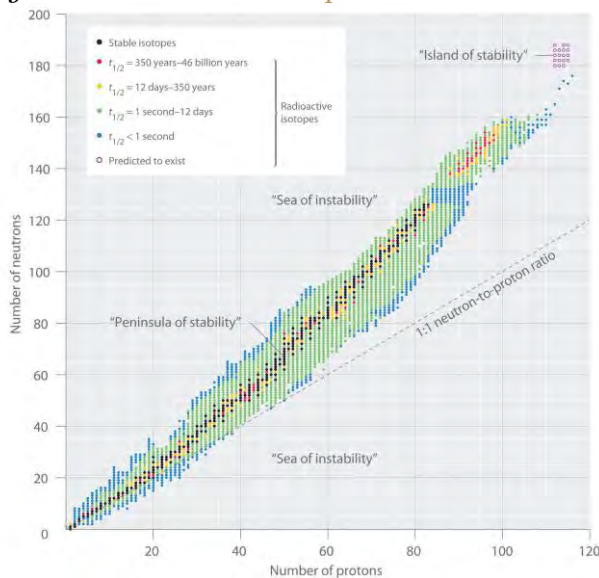 Stable isotopes
t1/2 = 350 years–46 billion years
t1/2 = 12 days–350 years
t1/2 = 1 second–12 days
t1/2 < 1 second
Predicted to exist
Radioactive
isotopes
"Island of stability"
"Sea of instability"
"Peninsula of stability"
1:1 neutron-to-proton ratio
"Sea of instability"
Number of neutrons
200
180
160
140
120
100
80
60
40
20
0
20
40
60
80
100
120
Number of protons